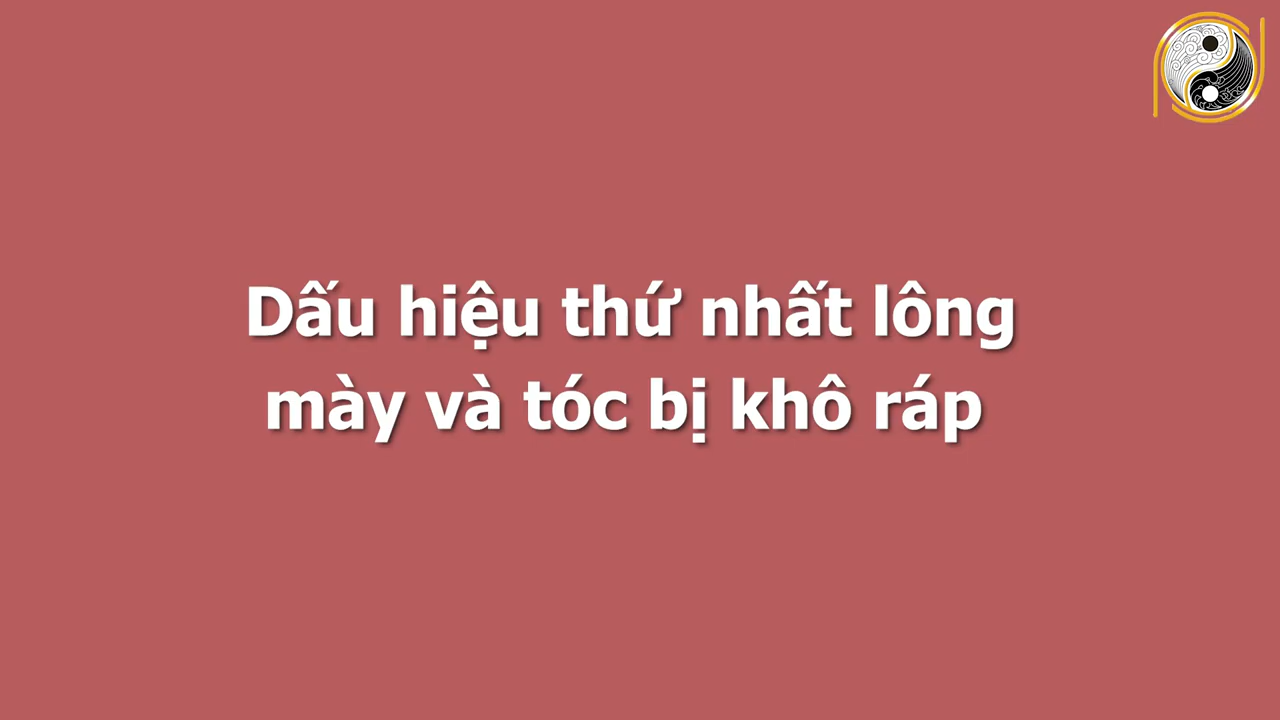 Dấu hiệu thứ nhất lông
mày và tóc bị khô ráp